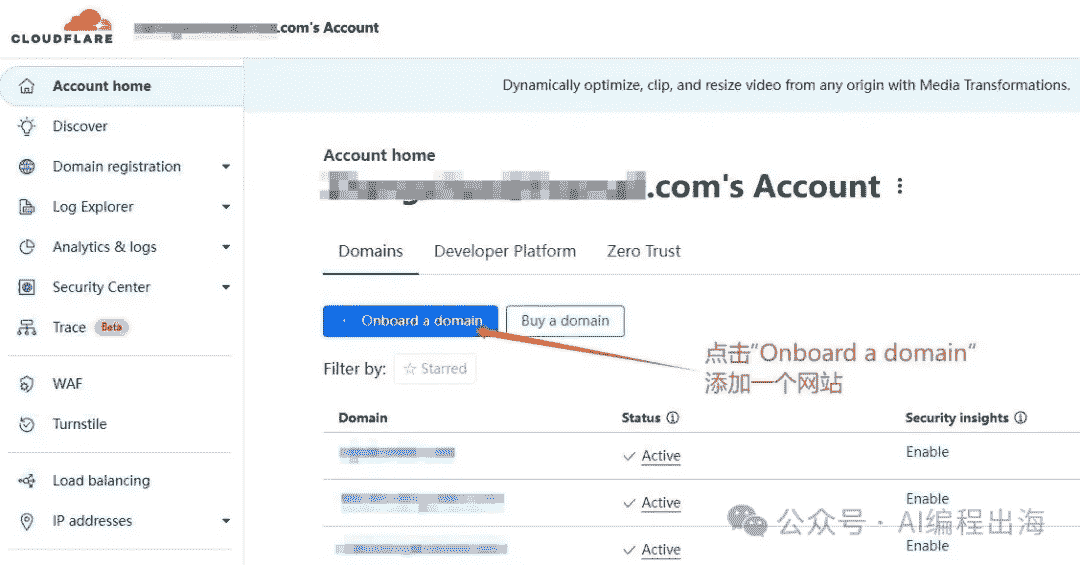 CLOUDFLARE
.com's Account
Account home
Discover
Domain registration
Log Explorer
Analytics & logs
Security Center
Trace Beta
WAF
Turnstile
Load balancing
IP addresses
Dynamically optimize, clip, and resize video from any origin with Media Transformations.
Account home
.com's Account
Domains Developer Platform Zero Trust
Onboard a domain Buy a domain
点击"Onboard a domain"
添加一个网站
Filter by: Starred
Domain Status Security insights
Active Enable
Active Enable
Active Enable
公众号 · AI编程出海